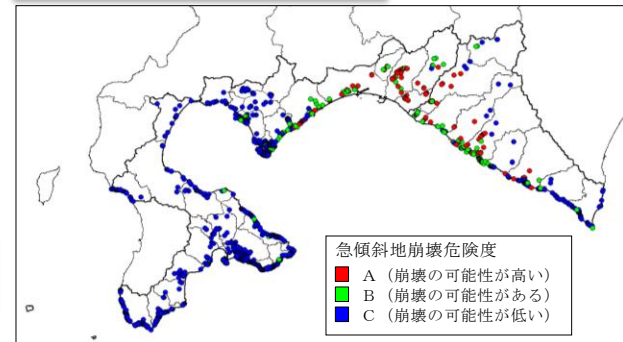 急傾斜地崩壊危険度
A（崩壊の可能性が高い）
B（崩壊の可能性がある）
C（崩壊の可能性が低い）